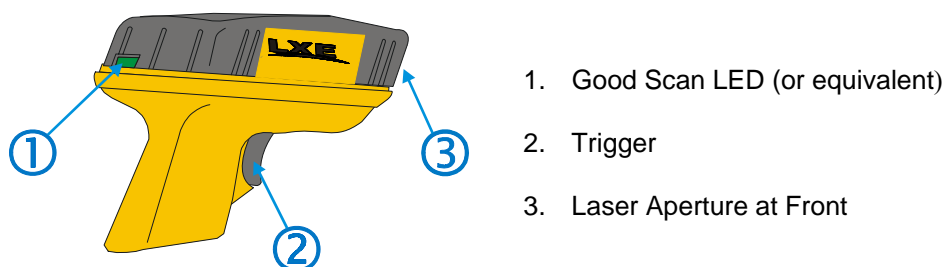 LXE
1
2
3
1. Good Scan LED (or equivalent)
2. Trigger
3. Laser Aperture at Front